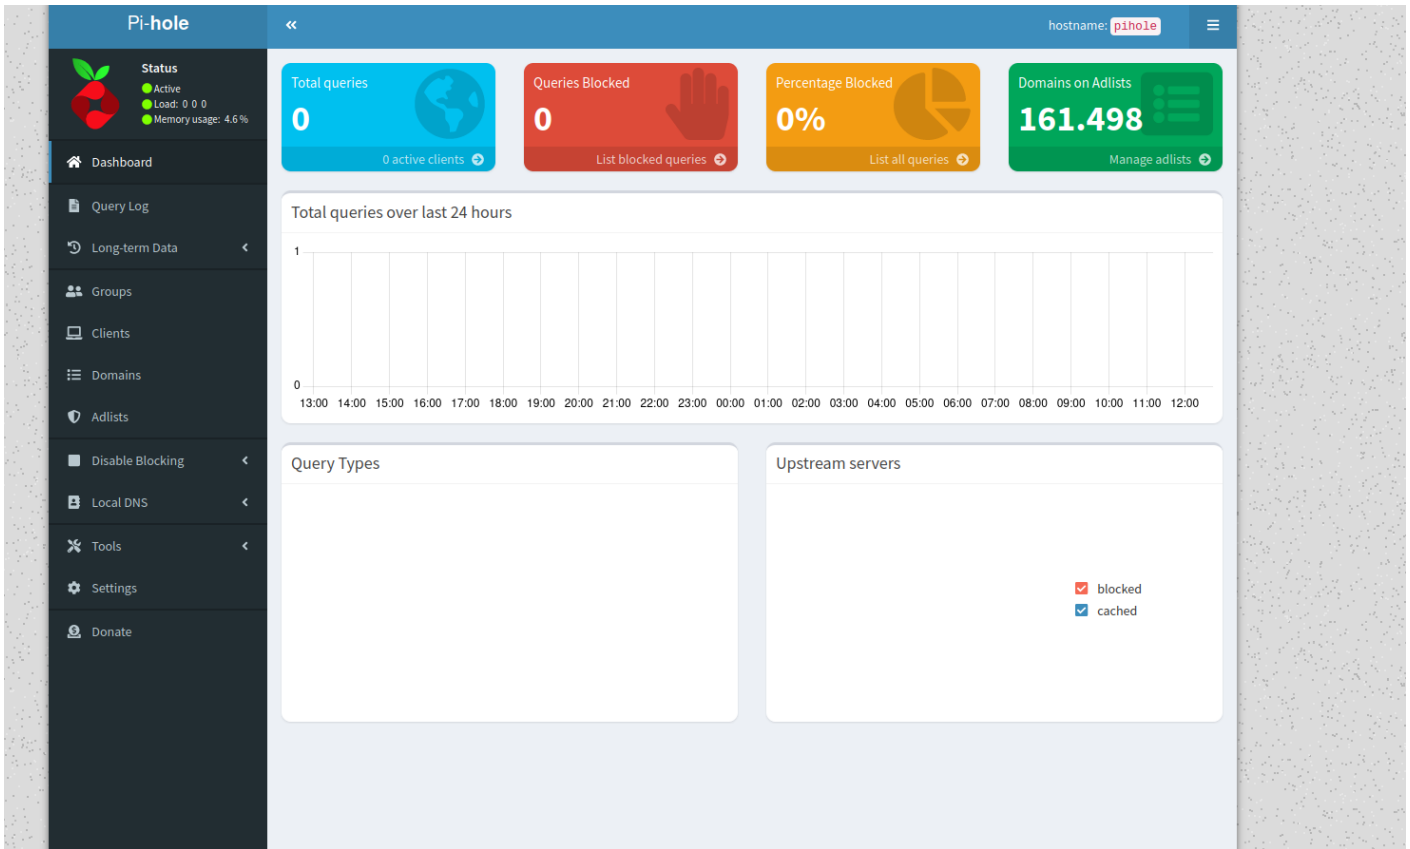 Pi-hole
hostname: pihole
Status
Active
Load: 0 0 0
Memory usage: 4.6 %
Dashboard
Query Log
Long-term Data
Groups
Clients
Domains
Adlists
Disable Blocking
Local DNS
Tools
Settings
Donate
Total queries
0
0 active clients
Queries Blocked
0
List blocked queries
Percentage Blocked
0%
List all queries
Domains on Adlists
161.498
Manage adlists
Total queries over last 24 hours
1
0
13:00 14:00 15:00 16:00 17:00 18:00 19:00 20:00 21:00 22:00 23:00 00:00 01:00 02:00 03:00 04:00 05:00 06:00 07:00 08:00 09:00 10:00 11:00 12:00
Query Types
Upstream servers
blocked
cached